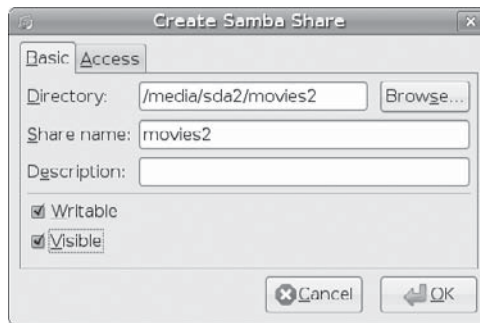 Create Samba Share
Basic Access
Directory: /media/sda2/movies2 Browse...
Share name: movies2
Description:
Writable
Visible
Cancel OK